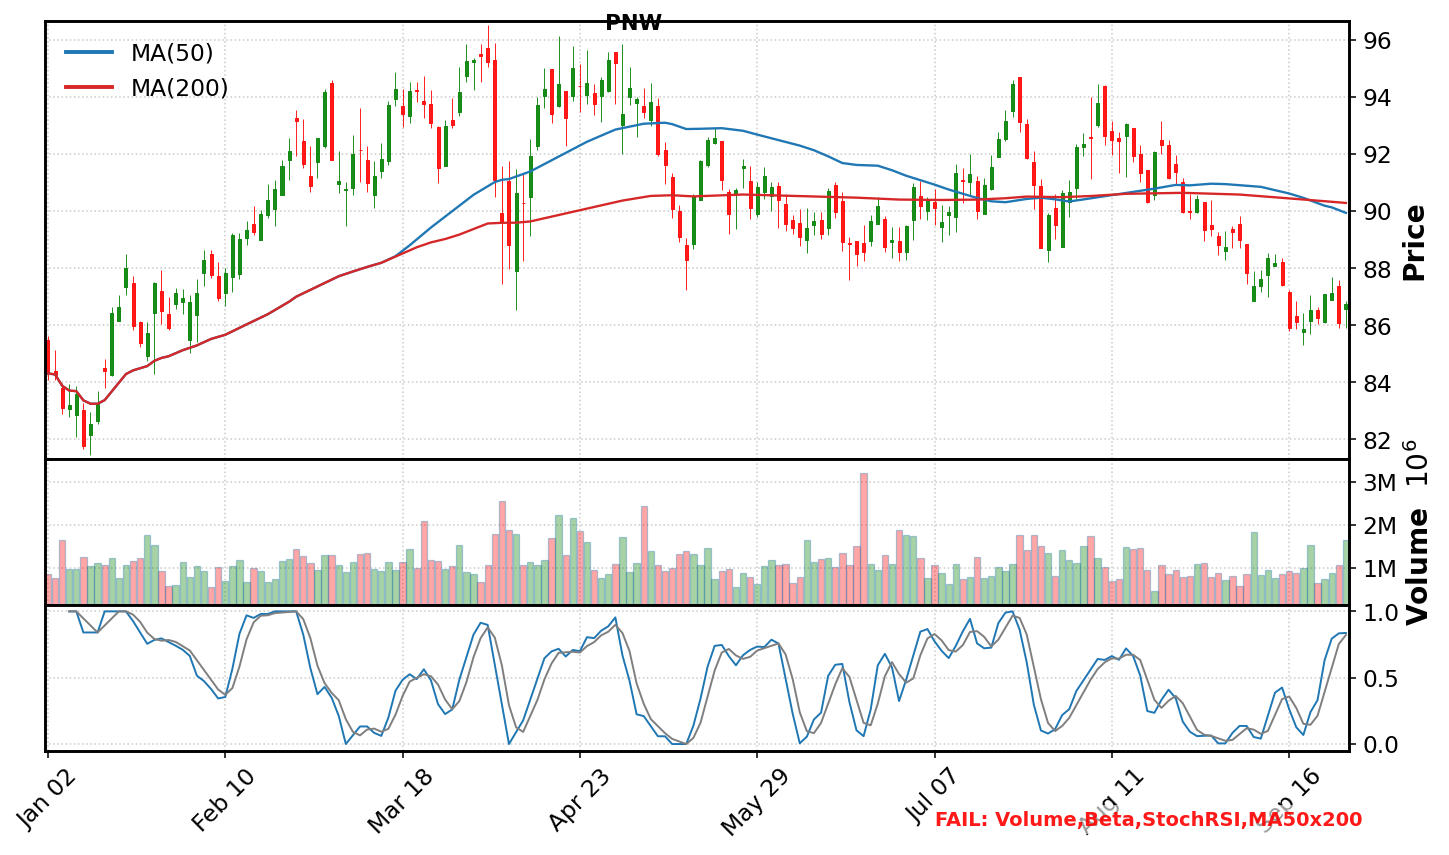 PNW
MA(50)
MA(200)
96
94
92
90
88
86
84
82
Price
3M
2M
1M
Volume 10^6
1.0
0.5
0.0
Jan 02
Feb 10
Mar 18
Apr 23
May 29
Jul 07
Aug 11
Sep 16
FAIL: Volume,Beta,StochRSI,MA50x200